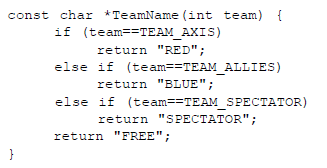 const char *TeamName(int team) {
    if (team==TEAM_AXIS)
        return "RED";
    else if (team==TEAM_ALLIES)
        return "BLUE";
    else if (team==TEAM_SPECTATOR)
        return "SPECTATOR";
    return "FREE";
}